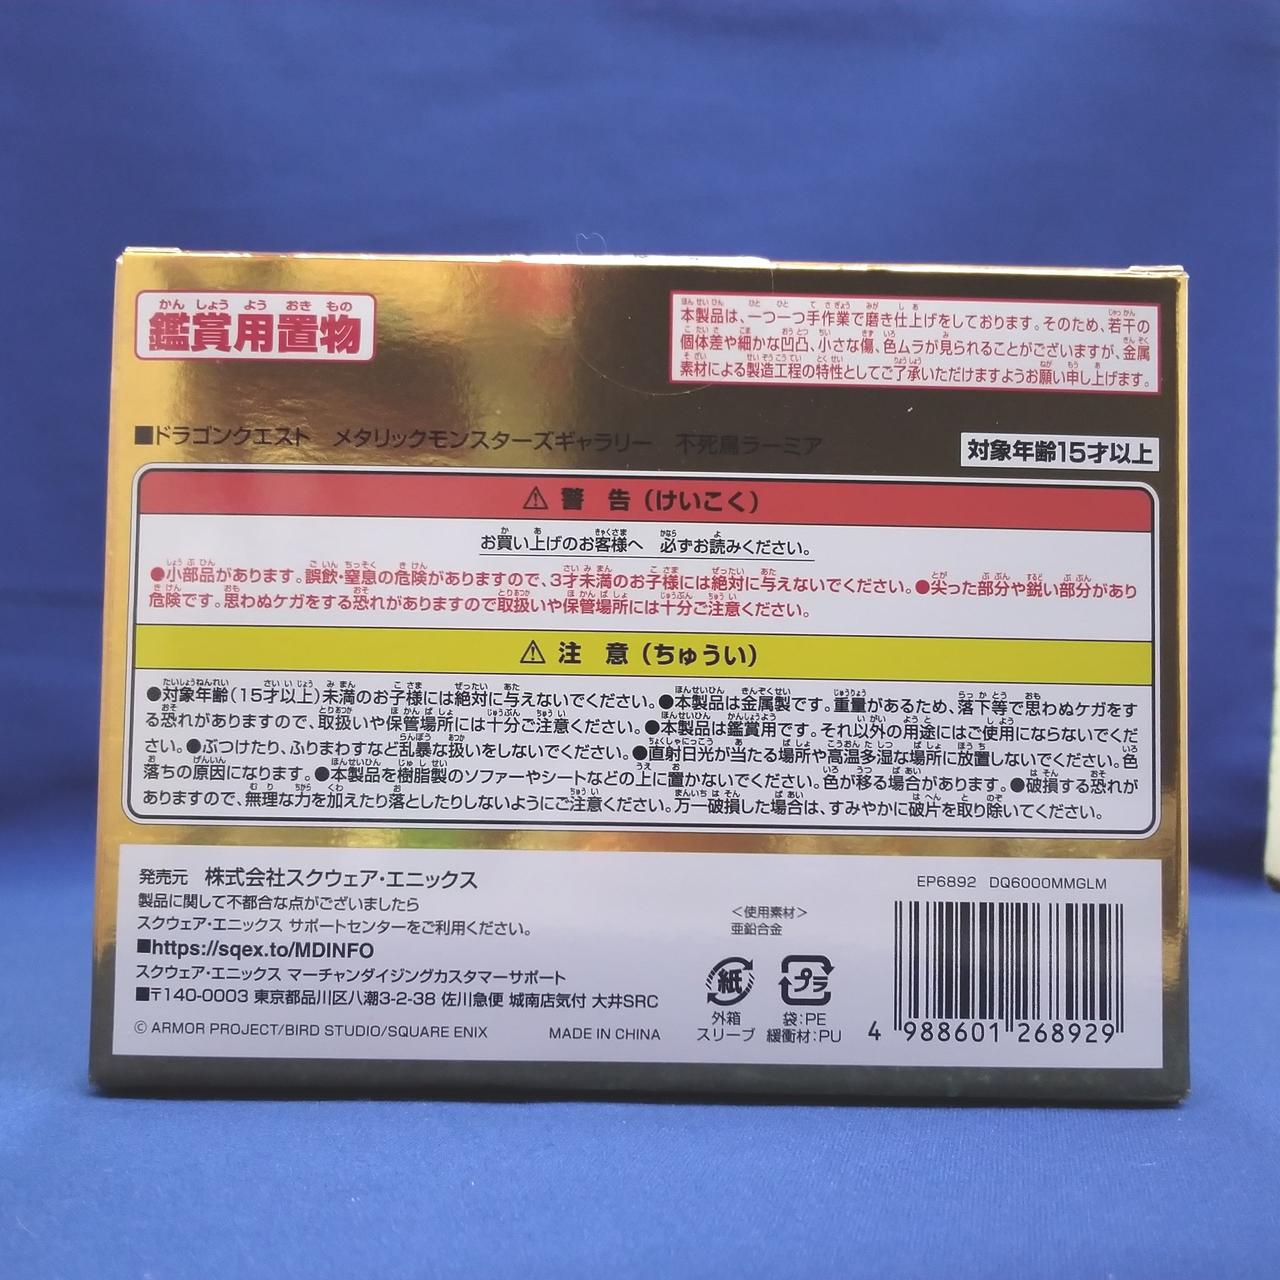 鑑賞用置物
本製品は、一つ一つ手作業で磨き仕上げをしております。そのため、若干の
個体差や細かな凹凸、小さな傷、色ムラが見られることがございますが、金属
素材による製造工程の特性としてご了承いただけますようお願い申し上げます。
■ドラゴンクエスト メタリックモンスターズギャラリー 不死鳥ラーミア
対象年齢15才以上
⚠ 警 告（けいこく）
お買い上げのお客様へ 必ずお読みください。
●小部品があります。誤飲・窒息の危険がありますので、3才未満のお子様には絶対に与えないでください。●尖った部分や鋭い部分があり
危険です。思わぬケガをする恐れがありますので取扱いや保管場所には十分ご注意ください。
⚠ 注 意（ちゅうい）
●対象年齢（15才以上）未満のお子様には絶対に与えないでください。●本製品は金属製です。重量があるため、落下等で思わぬケガをす
る恐れがありますので、取扱いや保管場所には十分ご注意ください。●本製品は鑑賞用です。それ以外の用途にはご使用にならないでくだ
さい。●ぶつけたり、ふりまわすなど乱暴な扱いをしないでください。●直射日光が当たる場所や高温多湿な場所に放置しないでください。色
落ちの原因になります。●本製品を樹脂製のソファーやシートなどの上に置かないでください。色が移る場合があります。●破損する恐れが
ありますので、無理な力を加えたり落としたりしないようにご注意ください。万一破損した場合は、すみやかに破片を取り除いてください。
発売元 株式会社スクウェア・エニックス
製品に関して不都合な点がございましたら
スクウェア・エニックス サポートセンターをご利用ください。
■https://sqex.to/MDINFO
スクウェア・エニックス マーチャンダイジングカスタマーサポート
■〒140-0003 東京都品川区八潮3-2-38 佐川急便 城南店気付 大井SRC
© ARMOR PROJECT/BIRD STUDIO/SQUARE ENIX MADE IN CHINA
＜使用素材＞
亜鉛合金
紙
外箱
スリーブ
プラ
袋：PE
緩衝材：PU
EP6892 DQ6000MMGLM
4 988601 268929